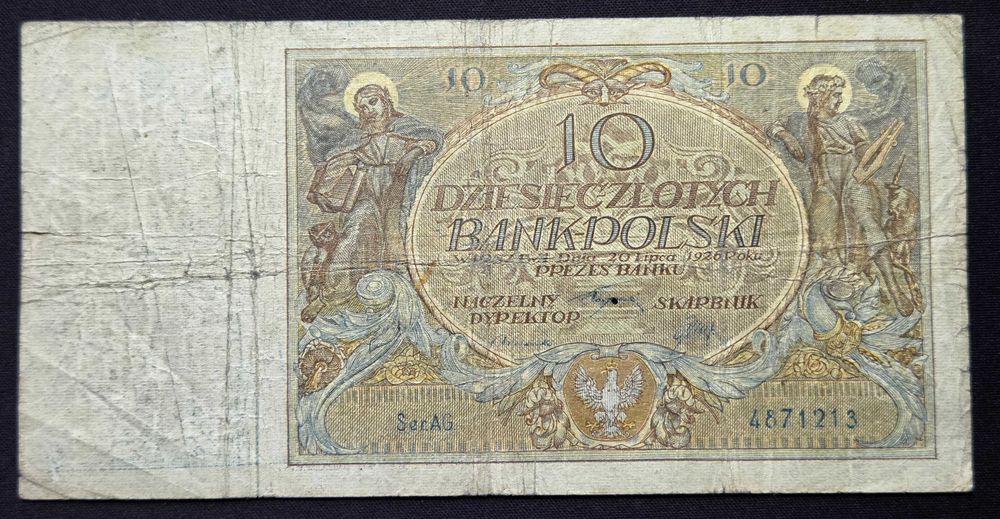 10 10
10
DZIESIĘĆ ZŁOTYCH
BANK POLSKI
Dnia 20 Lipca 1926 Roku
PREZES BANKU
NACZELNY SKARBNIK
DYREKTOR
Ser.AG 4871213